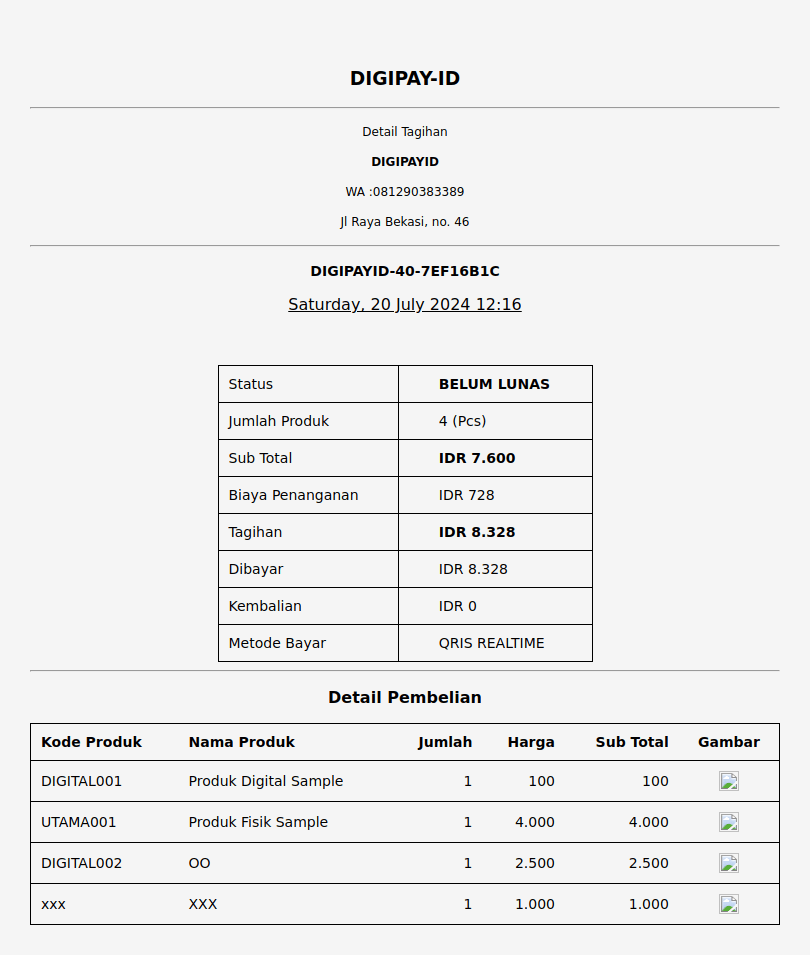 DIGIPAY-ID
Detail Tagihan
DIGIPAYID
WA :081290383389
Jl Raya Bekasi, no. 46
DIGIPAYID-40-7EF16B1C
Saturday, 20 July 2024 12:16
Status BELUM LUNAS
Jumlah Produk 4 (Pcs)
Sub Total IDR 7.600
Biaya Penanganan IDR 728
Tagihan IDR 8.328
Dibayar IDR 8.328
Kembalian IDR 0
Metode Bayar QRIS REALTIME
Detail Pembelian
Kode Produk Nama Produk Jumlah Harga Sub Total Gambar
DIGITAL001 Produk Digital Sample 1 100 100
UTAMA001 Produk Fisik Sample 1 4.000 4.000
DIGITAL002 OO 1 2.500 2.500
xxx XXX 1 1.000 1.000